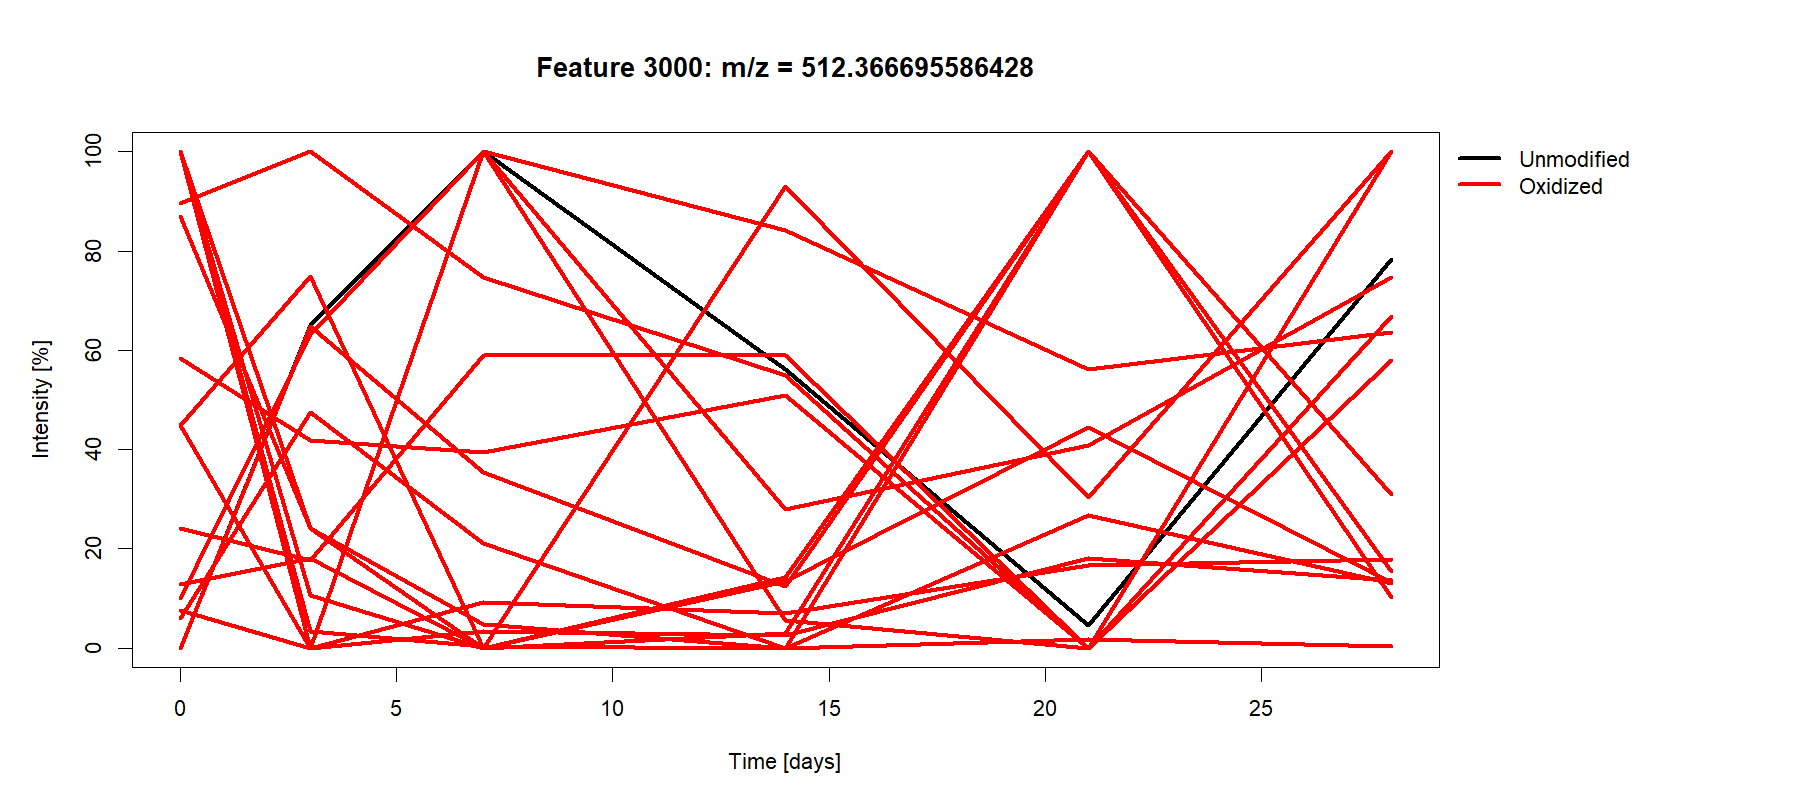 Feature 3000: m/z = 512.366695586428
Unmodified
Oxidized
Intensity [%]
100
80
60
40
20
0
0 5 10 15 20 25
Time [days]